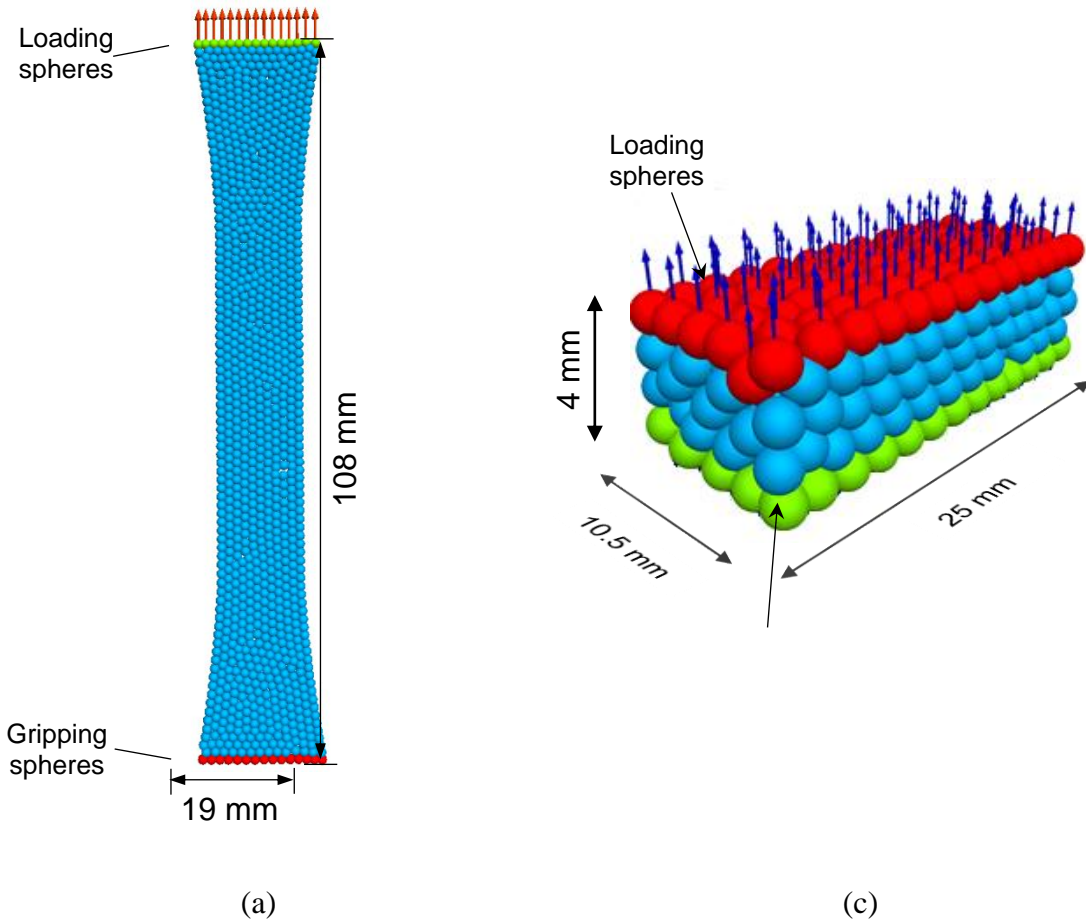 Loading
spheres
108 mm
Gripping
spheres
19 mm
(a)
Loading
spheres
4 mm
10.5 mm
25 mm
(c)